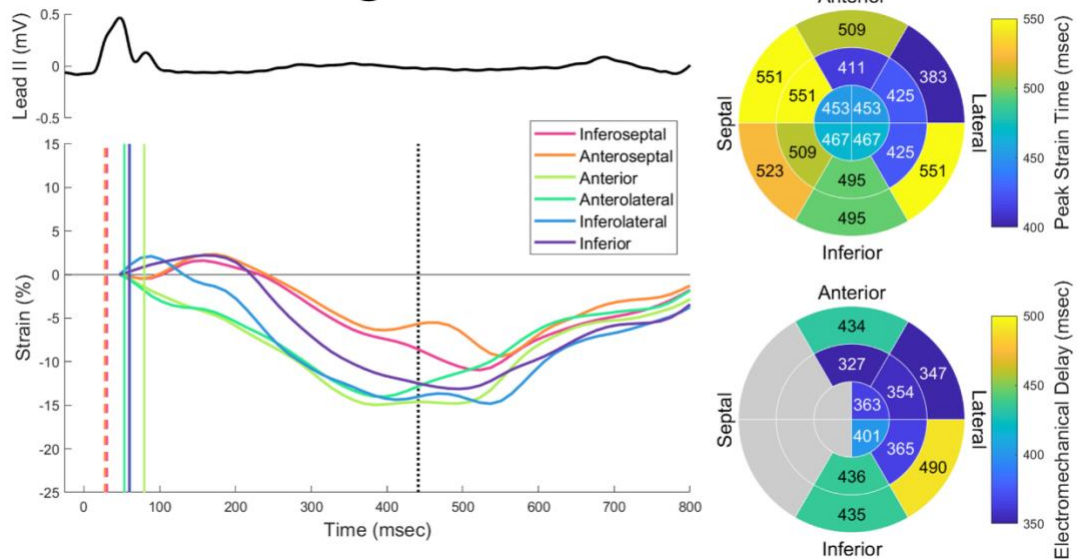 0.5
0
-0.5
Lead II (mV)
15
10
5
0
-5
-10
-15
-20
-25
Strain (%)
0
100
200
300
400
500
600
700
800
Time (msec)
Inferoseptal
Anteroseptal
Anterior
Anterolateral
Inferolateral
Inferior
Anterior
Septal
Lateral
Inferior
509
551
411
383
551
425
453
453
467
467
523
509
425
551
495
495
550
500
450
400
Peak Strain Time (msec)
Anterior
Septal
Lateral
Inferior
434
327
347
354
363
401
365
490
436
435
500
450
400
350
Electromechanical Delay (msec)